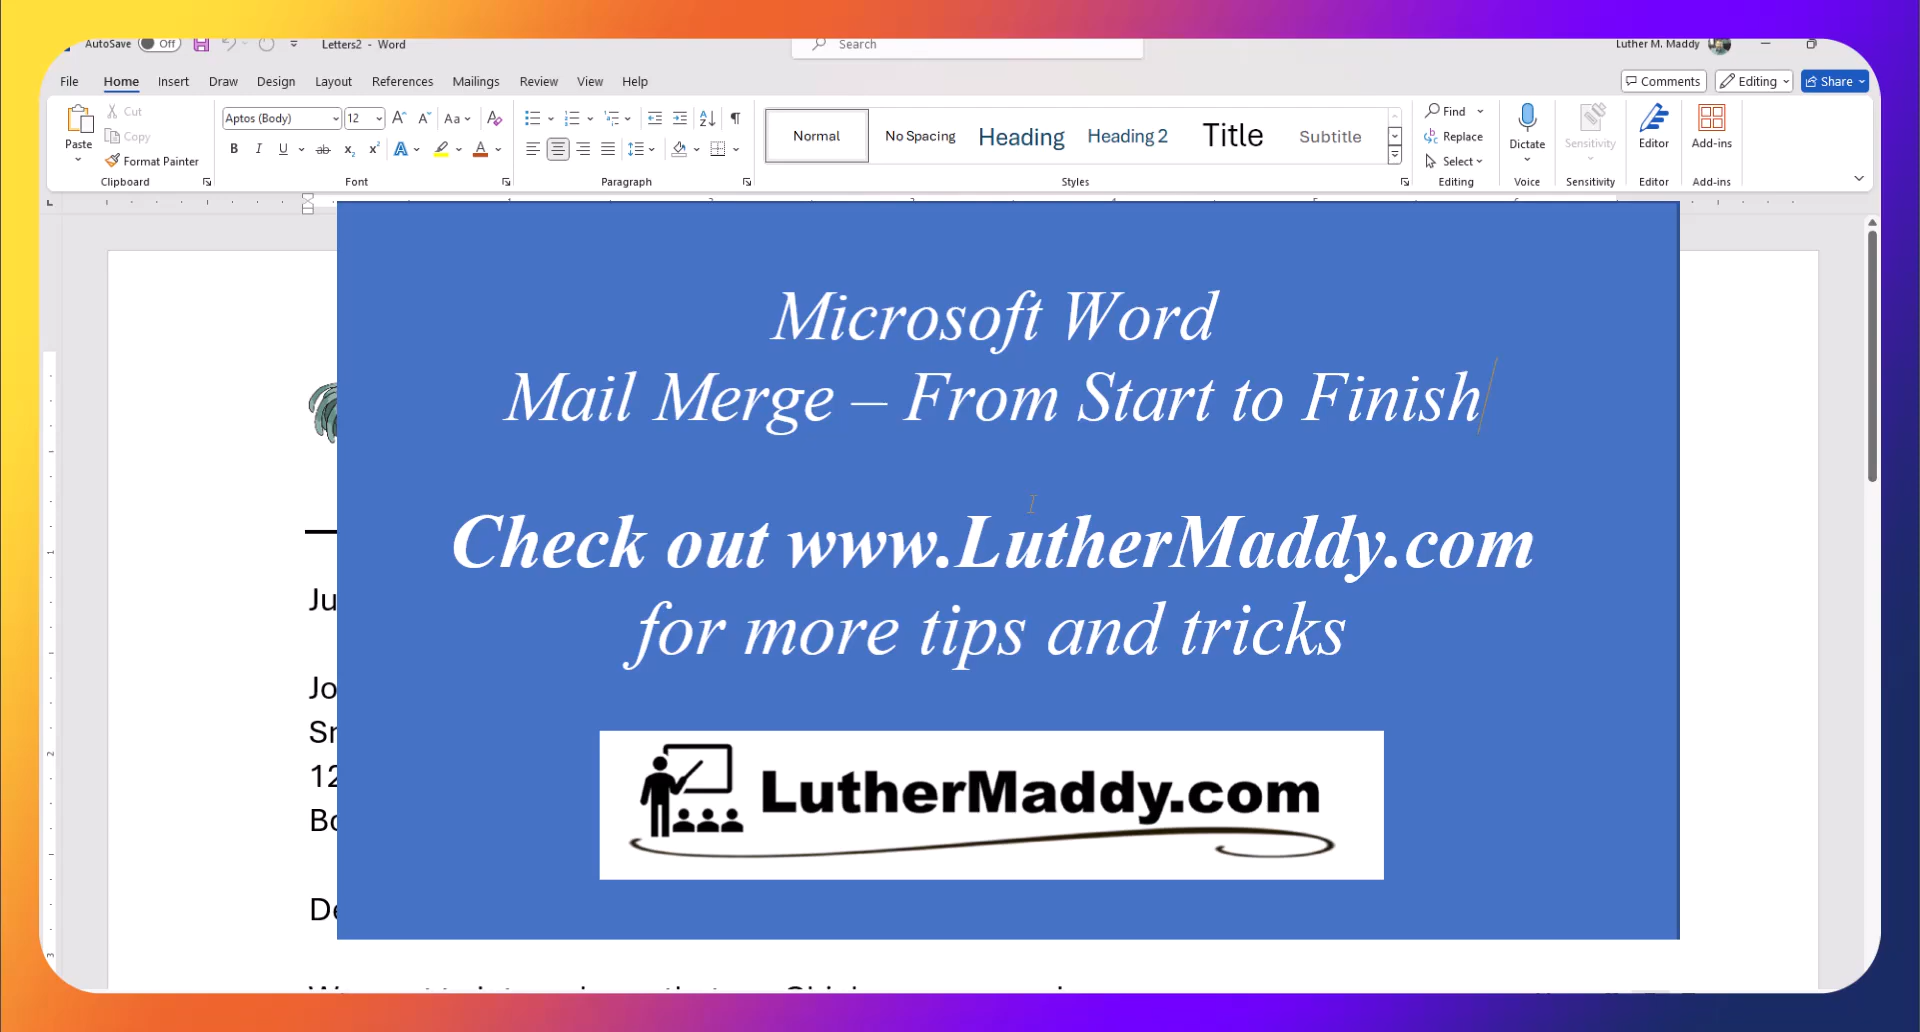 AutoSave Off Letters2 - Word Search Luther M. Maddy
File Home Insert Draw Design Layout References Mailings Review View Help Comments Editing Share
Paste Cut Copy Format Painter
Clipboard
Aptos (Body) 12
Font
Paragraph
Normal No Spacing Heading Heading 2 Title Subtitle
Styles
Find
Replace
Select
Editing
Dictate
Voice
Sensitivity
Sensitivity
Editor
Editor
Add-ins
Add-ins
Microsoft Word
Mail Merge – From Start to Finish
Check out www.LutherMaddy.com
for more tips and tricks
LutherMaddy.com
Ju
Jo
12